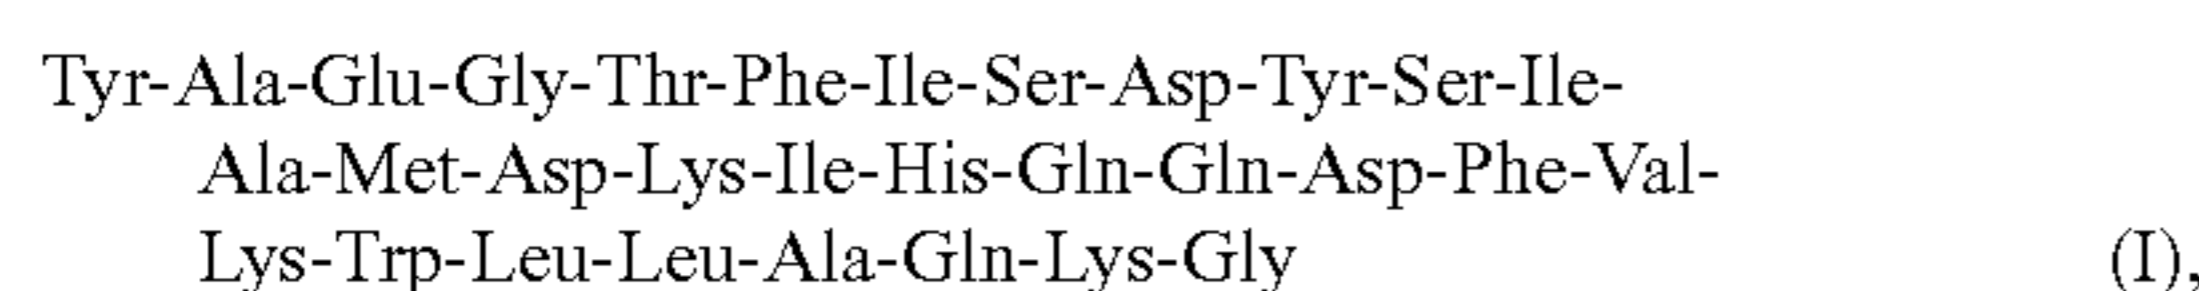 Tyr-Ala-Glu-Gly-Thr-Phe-Ile-Ser-Asp-Tyr-Ser-Ile-
Ala-Met-Asp-Lys-Ile-His-Gln-Gln-Asp-Phe-Val-
Lys-Trp-Leu-Leu-Ala-Gln-Lys-Gly (I),